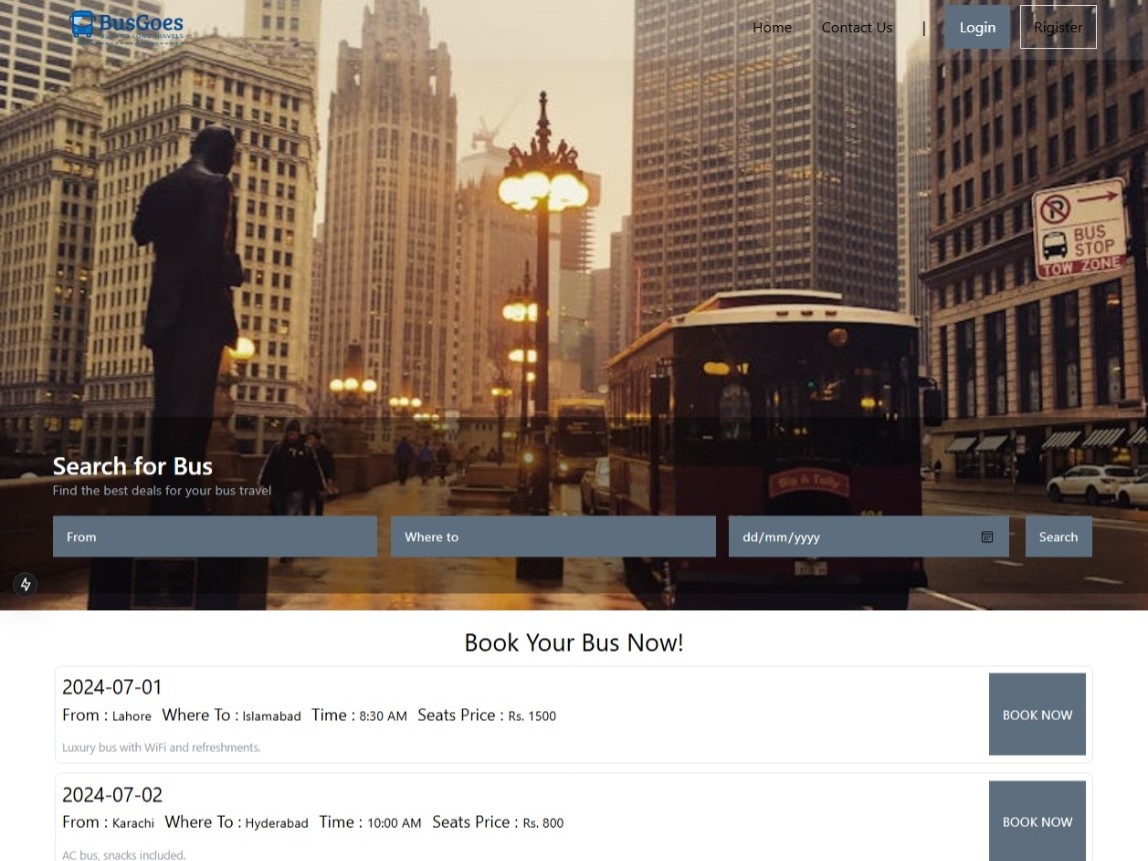 BusGoes
Home Contact Us | Login Rigister
BUS
STOP
TOW ZONE
Search for Bus
Find the best deals for your bus travel
From Where to dd/mm/yyyy Search
Book Your Bus Now!
2024-07-01
From : Lahore Where To : Islamabad Time : 8:30 AM Seats Price : Rs. 1500
BOOK NOW
Luxury bus with WiFi and refreshments.
2024-07-02
From : Karachi Where To : Hyderabad Time : 10:00 AM Seats Price : Rs. 800
BOOK NOW
AC bus, snacks included.